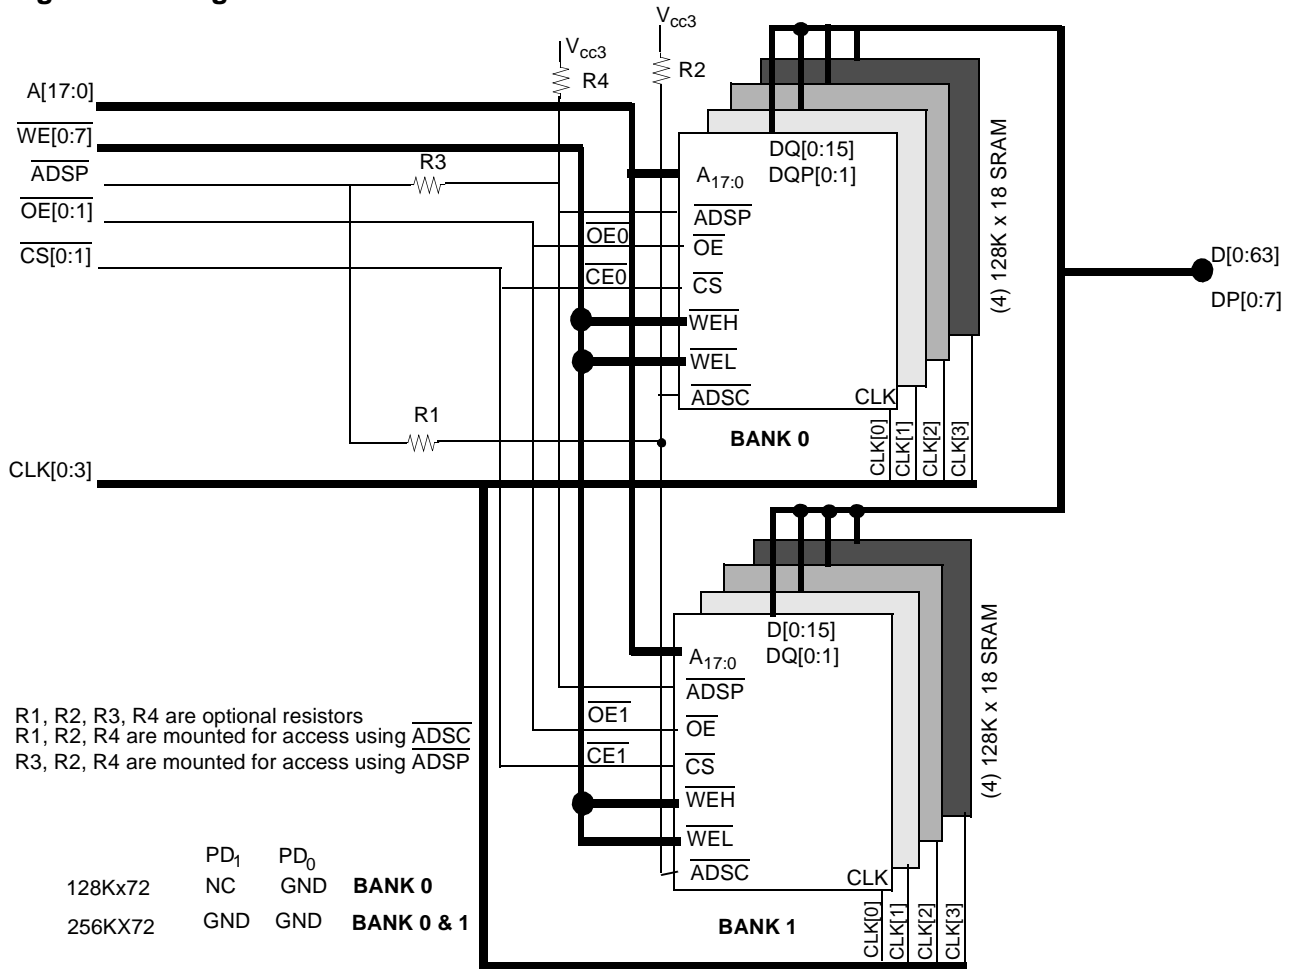 V
cc3
V
cc3
R4
R2
A[17:0]
WE[0:7]
ADSP
R3
OE[0:1]
CS[0:1]
DQ[0:15]
DQP[0:1]
A17:0
ADSP
OE0
OE
CE0
CS
WEH
WEL
ADSC
CLK
(4) 128K x 18 SRAM
D[0:63]
DP[0:7]
R1
BANK 0
CLK[0]
CLK[1]
CLK[2]
CLK[3]
CLK[0:3]
D[0:15]
DQ[0:1]
A17:0
ADSP
OE1
OE
CE1
CS
WEH
WEL
ADSC
CLK
(4) 128K x 18 SRAM
BANK 1
CLK[0]
CLK[1]
CLK[2]
CLK[3]
R1, R2, R3, R4 are optional resistors
R1, R2, R4 are mounted for access using ADSC
R3, R2, R4 are mounted for access using ADSP
PD1 PD0
128Kx72 NC GND BANK 0
256KX72 GND GND BANK 0 & 1